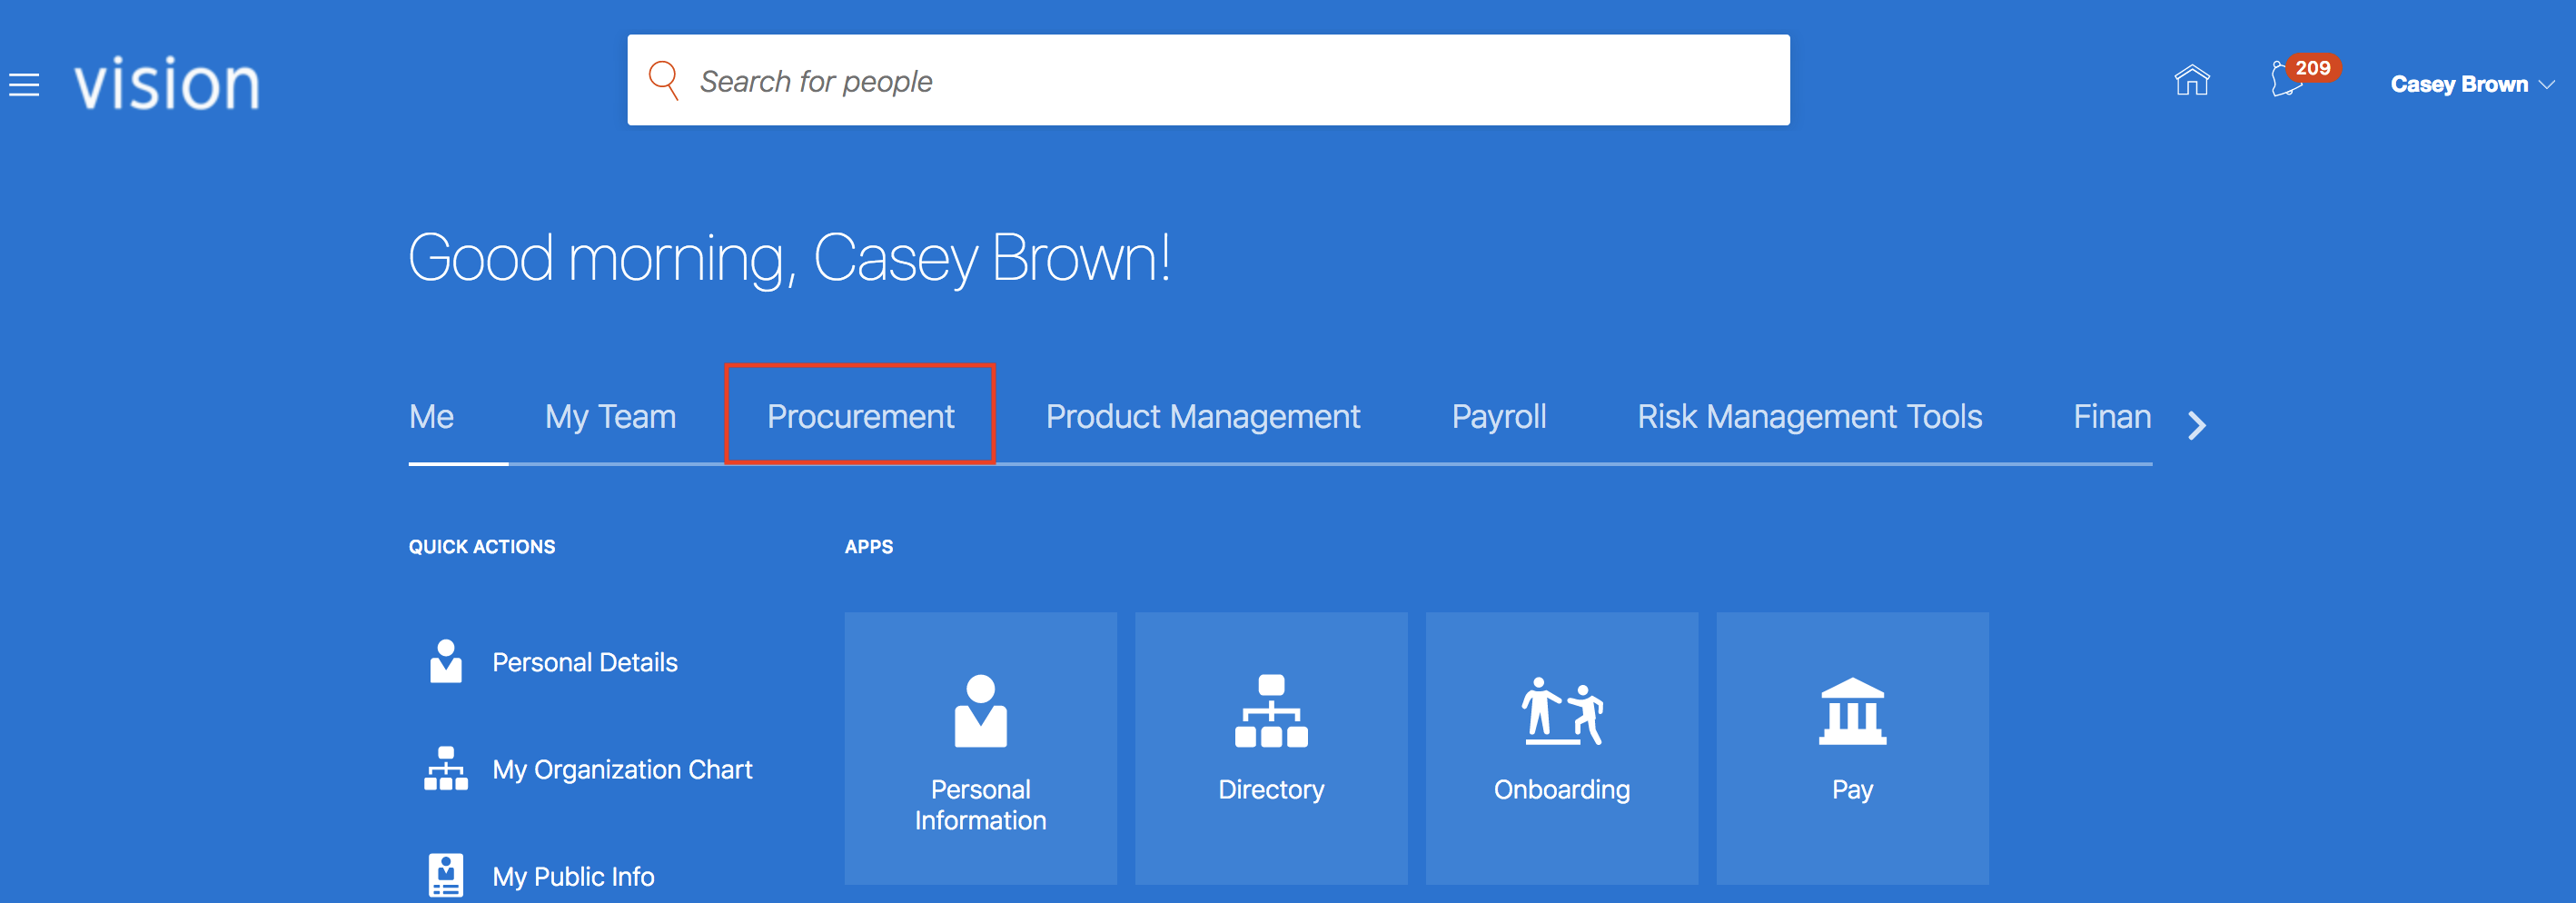 vision
Search for people
209
Casey Brown
Good morning, Casey Brown!
Me
My Team
Procurement
Product Management
Payroll
Risk Management Tools
Finan
QUICK ACTIONS
Personal Details
My Organization Chart
My Public Info
APPS
Personal
Information
Directory
Onboarding
Pay